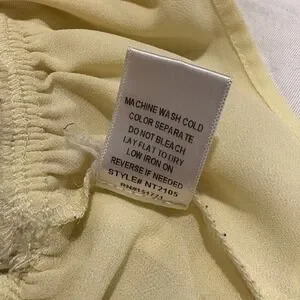 MACHINE WASH COLD
COLOR SEPARATE
DO NOT BLEACH
LAY FLAT TO DRY
LOW IRON ON
REVERSE IF NEEDED
STYLE# NT2105